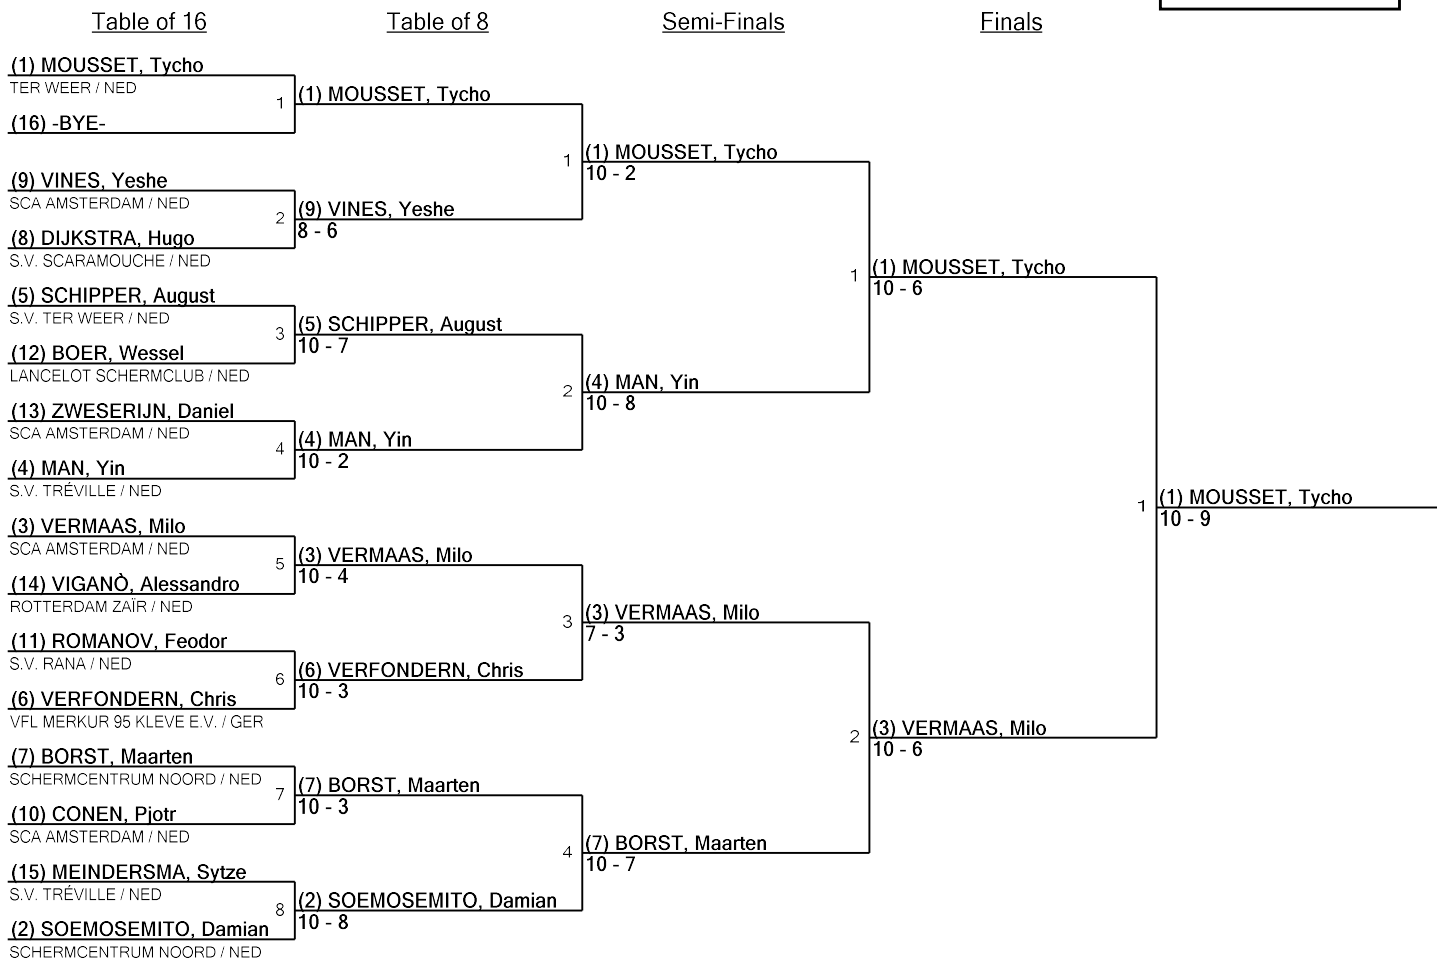 Table of 16
Table of 8
Semi-Finals
Finals
(1) MOUSSET, Tycho
TER WEER / NED
1
(16) -BYE-
(9) VINES, Yeshe
SCA AMSTERDAM / NED
2
(8) DIJKSTRA, Hugo
S.V. SCARAMOUCHE / NED
(5) SCHIPPER, August
S.V. TER WEER / NED
3
(12) BOER, Wessel
LANCELOT SCHERMCLUB / NED
(13) ZWESERIJN, Daniel
SCA AMSTERDAM / NED
4
(4) MAN, Yin
S.V. TRÉVILLE / NED
(3) VERMAAS, Milo
SCA AMSTERDAM / NED
5
(14) VIGANÒ, Alessandro
ROTTERDAM ZAÏR / NED
(11) ROMANOV, Feodor
S.V. RANA / NED
6
(6) VERFONDERN, Chris
VFL MERKUR 95 KLEVE E.V. / GER
(7) BORST, Maarten
SCHERMCENTRUM NOORD / NED
7
(10) CONEN, Pjotr
SCA AMSTERDAM / NED
(15) MEINDERSMA, Sytze
S.V. TRÉVILLE / NED
8
(2) SOEMOSEMITO, Damian
SCHERMCENTRUM NOORD / NED
(1) MOUSSET, Tycho
1
(9) VINES, Yeshe
8 - 6
(5) SCHIPPER, August
10 - 7
2
(4) MAN, Yin
10 - 2
(3) VERMAAS, Milo
10 - 4
3
(6) VERFONDERN, Chris
10 - 3
(7) BORST, Maarten
10 - 3
4
(2) SOEMOSEMITO, Damian
10 - 8
(1) MOUSSET, Tycho
10 - 2
1
(4) MAN, Yin
10 - 8
(3) VERMAAS, Milo
7 - 3
2
(7) BORST, Maarten
10 - 7
(1) MOUSSET, Tycho
10 - 6
1
(3) VERMAAS, Milo
10 - 6
(1) MOUSSET, Tycho
10 - 9